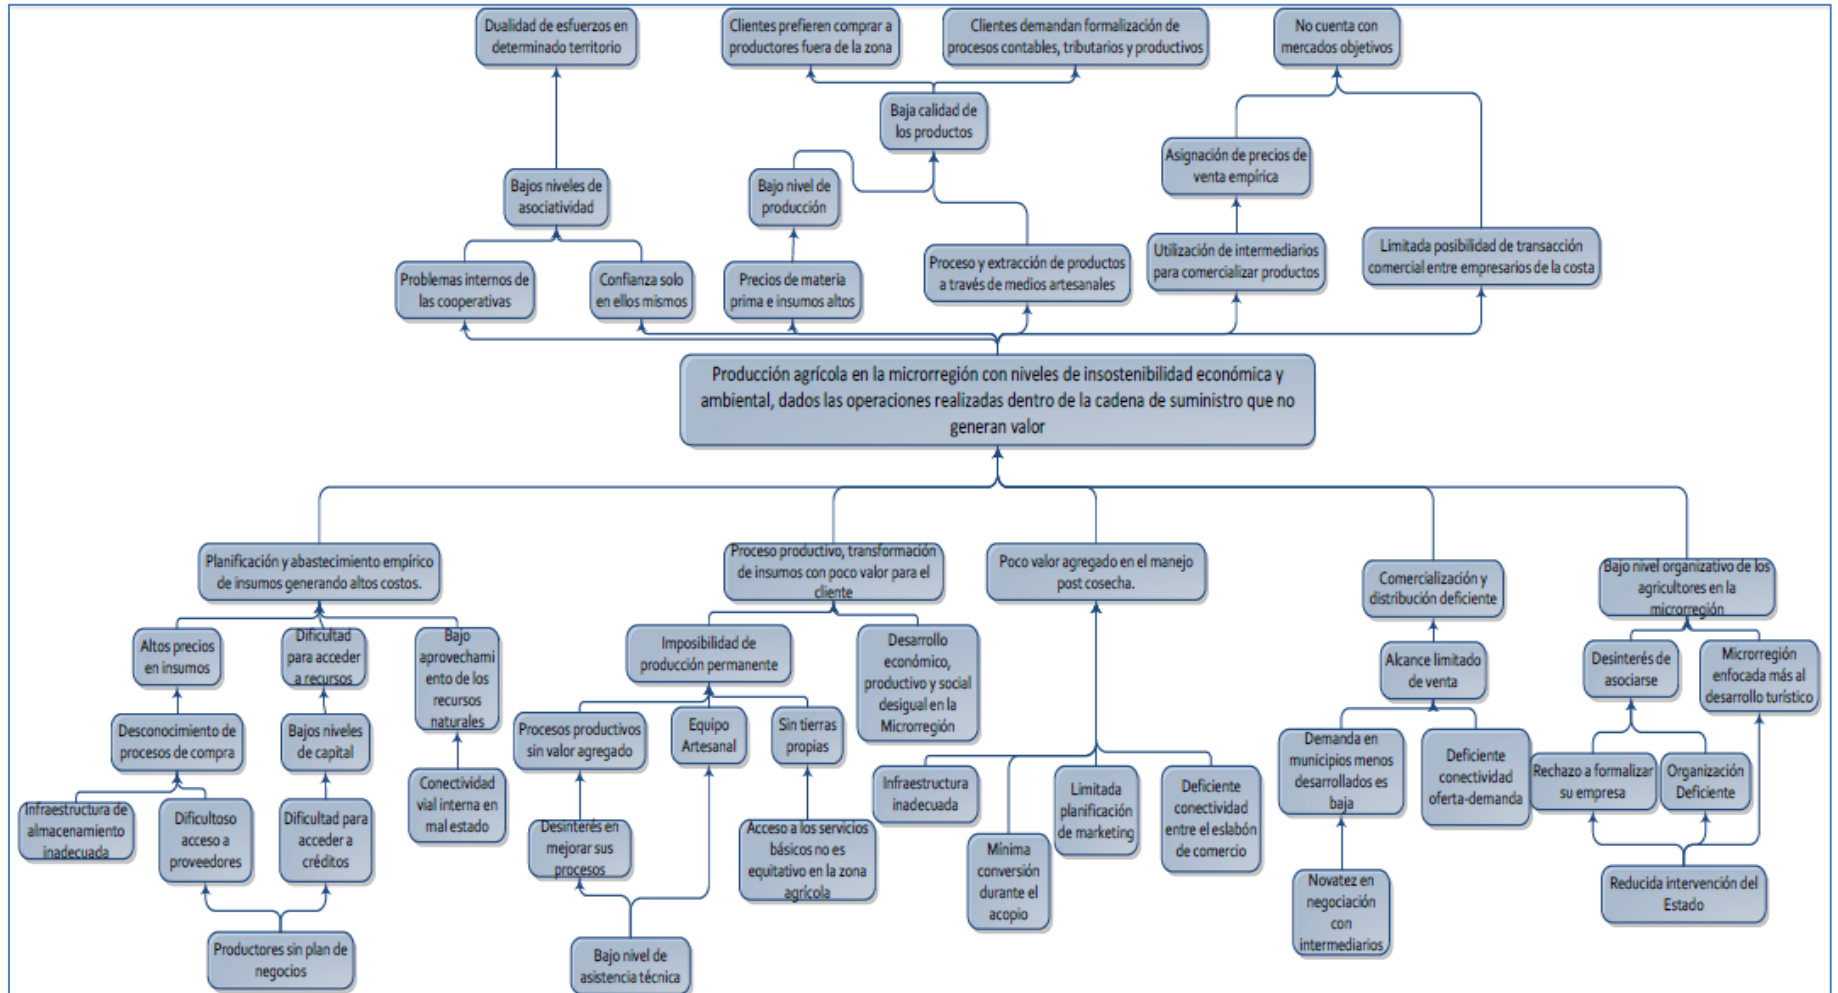 Dualidad de esfuerzos en
determinado territorio
Clientes prefieren comprar a
productores fuera de la zona
Clientes demandan formalización de
procesos contables, tributarios y productivos
No cuenta con
mercados objetivos
Baja calidad de
los productos
Asignación de precios de
venta empírica
Bajos niveles de
asociatividad
Bajo nivel de
producción
Problemas internos de
las cooperativas
Confianza solo
en ellos mismos
Precios de materia
prima e insumos altos
Proceso y extracción de productos
a través de medios artesanales
Utilización de intermediarios
para comercializar productos
Limitada posibilidad de transacción
comercial entre empresarios de la costa
Producción agrícola en la microrregión con niveles de insostenibilidad económica y
ambiental, dados las operaciones realizadas dentro de la cadena de suministro que no
generan valor
Planificación y abastecimiento empírico
de insumos generando altos costos.
Proceso productivo, transformación
de insumos con poco valor para el
cliente
Poco valor agregado en el manejo
post cosecha.
Comercialización y
distribución deficiente
Bajo nivel organizativo de los
agricultores en la
microrregión
Altos precios
en insumos
Dificultad
para acceder
a recursos
Bajo
aprovechami
ento de los
recursos
naturales
Imposibilidad de
producción permanente
Desarrollo
económico,
productivo y social
desigual en la
Microrregión
Alcance limitado
de venta
Desinterés de
asociarse
Microrregión
enfocada más al
desarrollo turístico
Desconocimiento de
procesos de compra
Bajos niveles
de capital
Conectividad
vial interna en
mal estado
Procesos productivos
sin valor agregado
Equipo
Artesanal
Sin tierras
propias
Infraestructura
inadecuada
Mínima
conversión
durante el
acopio
Limitada
planificación
de marketing
Deficiente
conectividad
entre el eslabón
de comercio
Demanda en
municipios menos
desarrollados es
baja
Deficiente
conectividad
oferta-demanda
Rechazo a formalizar
su empresa
Organización
Deficiente
Infraestructura de
almacenamiento
inadecuada
Dificultoso
acceso a
proveedores
Dificultad para
acceder a
créditos
Desinterés en
mejorar sus
procesos
Acceso a los servicios
básicos no es
equitativo en la zona
agrícola
Novatez en
negociación
con
intermediarios
Reducida intervención del
Estado
Productores sin plan de
negocios
Bajo nivel de
asistencia técnica